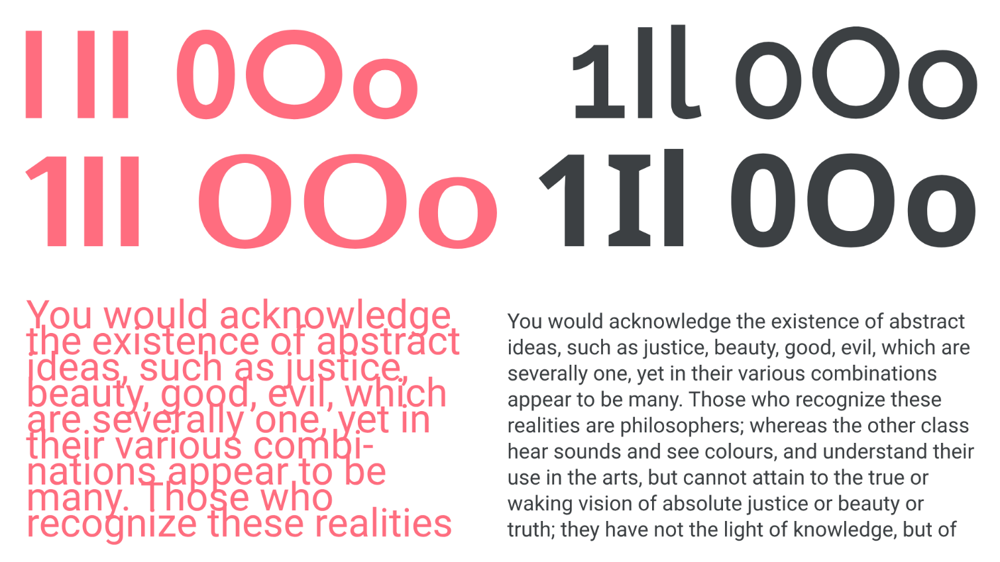 1Il 0Oo
1Il 0Oo
1Il 0Oo
1Il 0Oo
You would acknowledge
the existence of abstract
ideas, such as justice,
beauty, good, evil, which
are severally one, yet in
their various combi-
nations appear to be
many. Those who
recognize these realities
You would acknowledge the existence of abstract
ideas, such as justice, beauty, good, evil, which are
severally one, yet in their various combinations
appear to be many. Those who recognize these
realities are philosophers; whereas the other class
hear sounds and see colours, and understand their
use in the arts, but cannot attain to the true or
waking vision of absolute justice or beauty or
truth; they have not the light of knowledge, but of